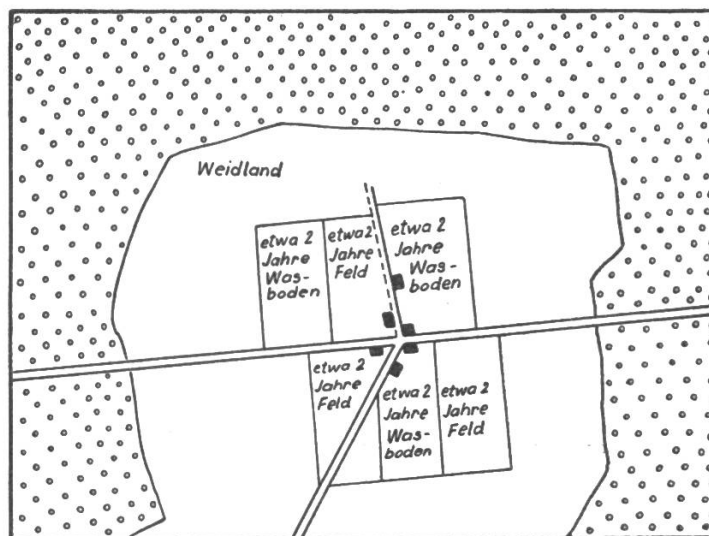 Weidland
etwa 2
Jahre
Was-
boden
etwa 2
Jahre
Feld
etwa 2
Jahre
Was-
boden
etwa 2
Jahre
Feld
etwa 2
Jahre
Was-
boden
etwa 2
Jahre
Feld